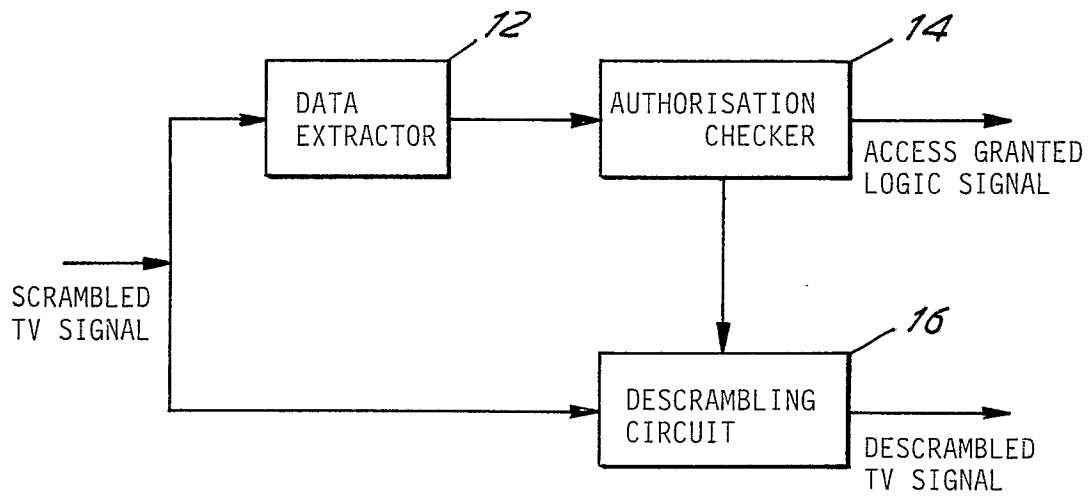 12
DATA
EXTRACTOR
14
AUTHORISATION
CHECKER
ACCESS GRANTED
LOGIC SIGNAL
SCRAMBLED
TV SIGNAL
16
DESCRAMBLING
CIRCUIT
DESCRAMBLED
TV SIGNAL